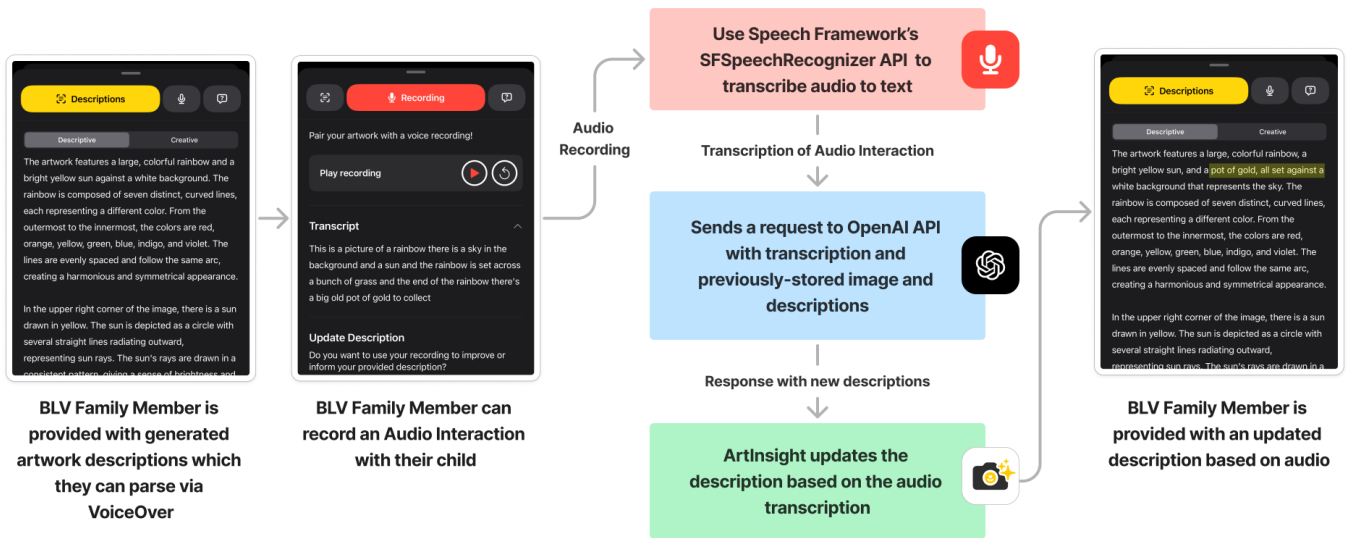 Descriptions
Descriptive
Creative
The artwork features a large, colorful rainbow and a
bright yellow sun against a white background. The
rainbow is composed of seven distinct, curved lines,
each representing a different color. From the
outermost to the innermost, the colors are red,
orange, yellow, green, blue, indigo, and violet. The
lines are evenly spaced and follow the same arc,
creating a harmonious and symmetrical appearance.
In the upper right corner of the image, there is a sun
drawn in yellow. The sun is depicted as a circle with
several straight lines radiating outward,
representing sun rays. The sun's rays are drawn in a
consistent pattern, giving a sense of brightness and
BLV Family Member is
provided with generated
artwork descriptions which
they can parse via
VoiceOver
Recording
Pair your artwork with a voice recording!
Play recording
Transcript
This is a picture of a rainbow there is a sky in the
background and a sun and the rainbow is set across
a bunch of grass and the end of the rainbow there's
a big old pot of gold to collect
Update Description
Do you want to use your recording to improve or
inform your provided description?
BLV Family Member can
record an Audio Interaction
with their child
Audio
Recording
Use Speech Framework's
SFSpeechRecognizer API to
transcribe audio to text
Transcription of Audio Interaction
Sends a request to OpenAI API
with transcription and
previously-stored image and
descriptions
Response with new descriptions
ArtInsight updates the
description based on the audio
transcription
Descriptions
Descriptive
Creative
The artwork features a large, colorful rainbow, a
bright yellow sun, and a pot of gold, all set against a
white background that represents the sky. The
rainbow is composed of seven distinct, curved lines,
each representing a different color. From the
outermost to the innermost, the colors are red,
orange, yellow, green, blue, indigo, and violet. The
lines are evenly spaced and follow the same arc,
creating a harmonious and symmetrical appearance.
In the upper right corner of the image, there is a sun
drawn in yellow. The sun is depicted as a circle with
several straight lines radiating outward,
representing sun rays. The sun's rays are drawn in a
BLV Family Member is
provided with an updated
description based on audio